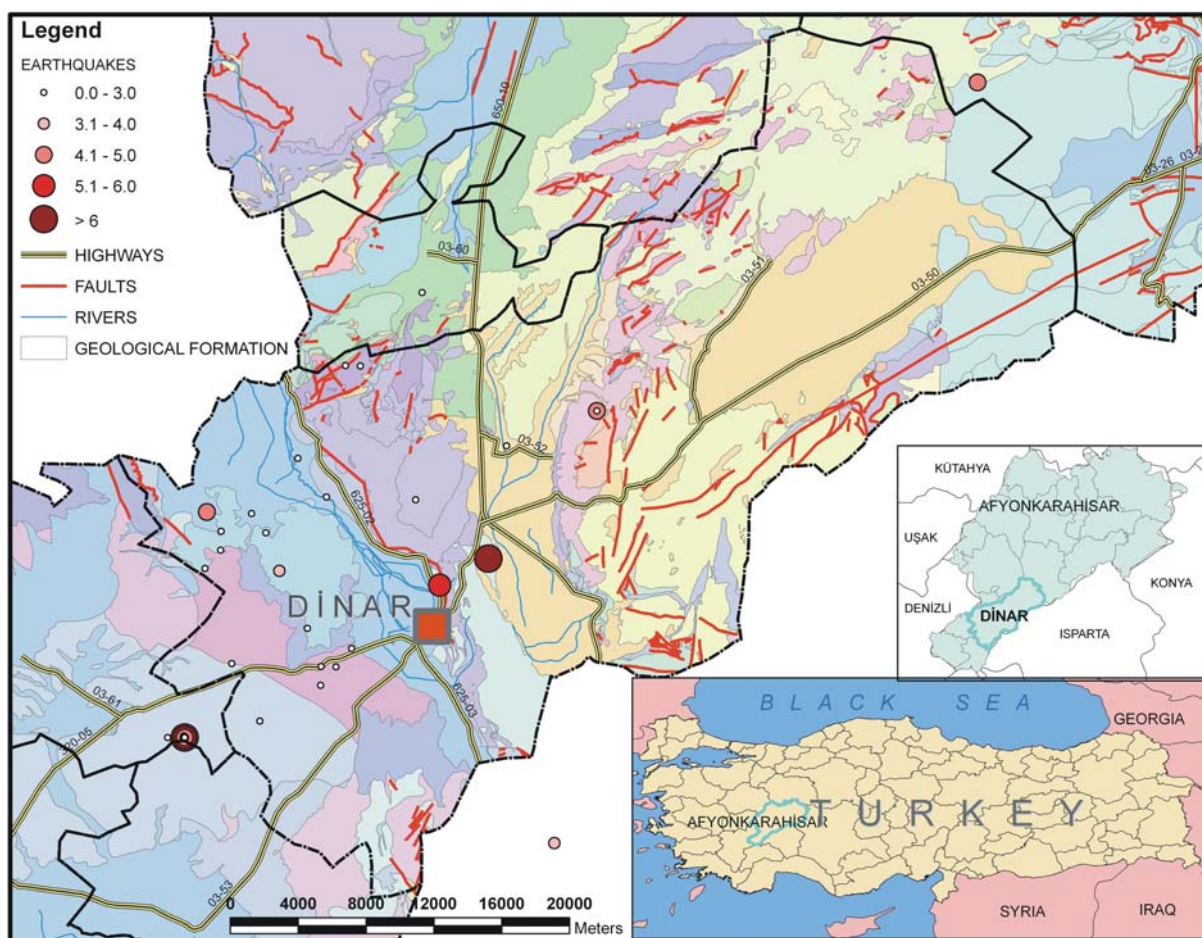 Legend
EARTHQUAKES
0.0 - 3.0
3.1 - 4.0
4.1 - 5.0
5.1 - 6.0
> 6
HIGHWAYS
FAULTS
RIVERS
GEOLOGICAL FORMATION
650-10
03-26
03-60
03-51
03-50
03-52
625-02
DİNAR
625-03
03-61
320-05
03-53
0 4000 8000 12000 16000 20000
Meters
KÜTAHYA
AFYONKARAHİSAR
UŞAK
KONYA
DENİZLİ
DİNAR
ISPARTA
BLACK SEA
GEORGIA
AFYONKARAHİSAR
TURKEY
SYRIA
IRAQ